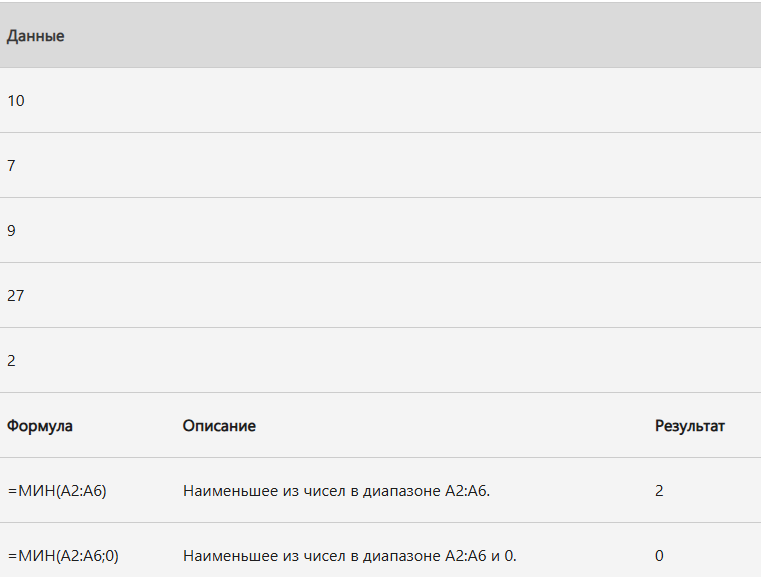 Данные
10
7
9
27
2
Формула Описание Результат
=МИН(A2:A6) Наименьшее из чисел в диапазоне A2:A6. 2
=МИН(A2:A6;0) Наименьшее из чисел в диапазоне A2:A6 и 0. 0